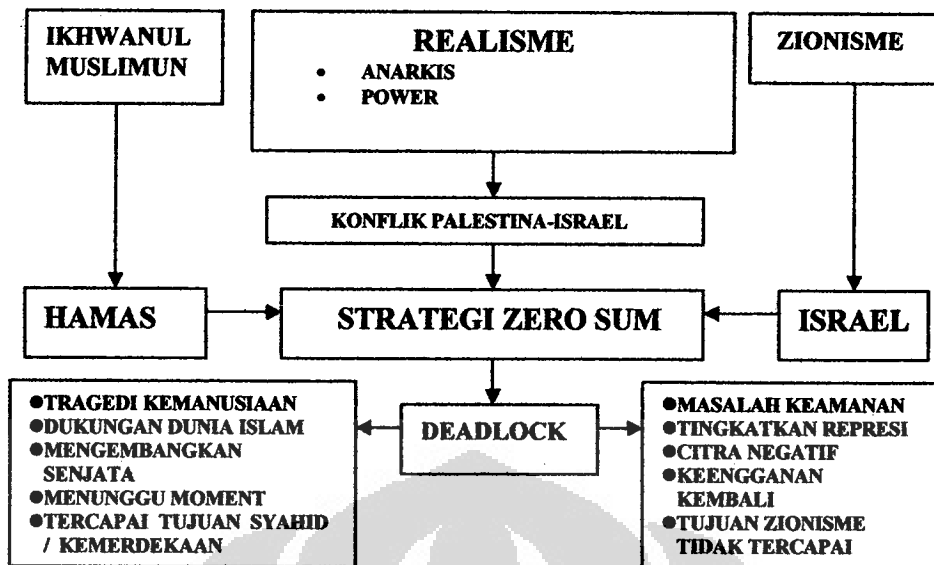 IKHWANUL
MUSLIMUN
REALISME
• ANARKIS
• POWER
ZIONISME
KONFLIK PALESTINA-ISRAEL
HAMAS
STRATEGI ZERO SUM
ISRAEL
●TRAGEDI KEMANUSIAAN
●DUKUNGAN DUNIA ISLAM
●MENGEMBANGKAN
SENJATA
●MENUNGGU MOMENT
●TERCAPAI TUJUAN SYAHID
/ KEMERDEKAAN
DEADLOCK
●MASALAH KEAMANAN
●TINGKATKAN REPRESI
●CITRA NEGATIF
●KEENGGANAN
KEMBALI
●TUJUAN ZIONISME
TIDAK TERCAPAI